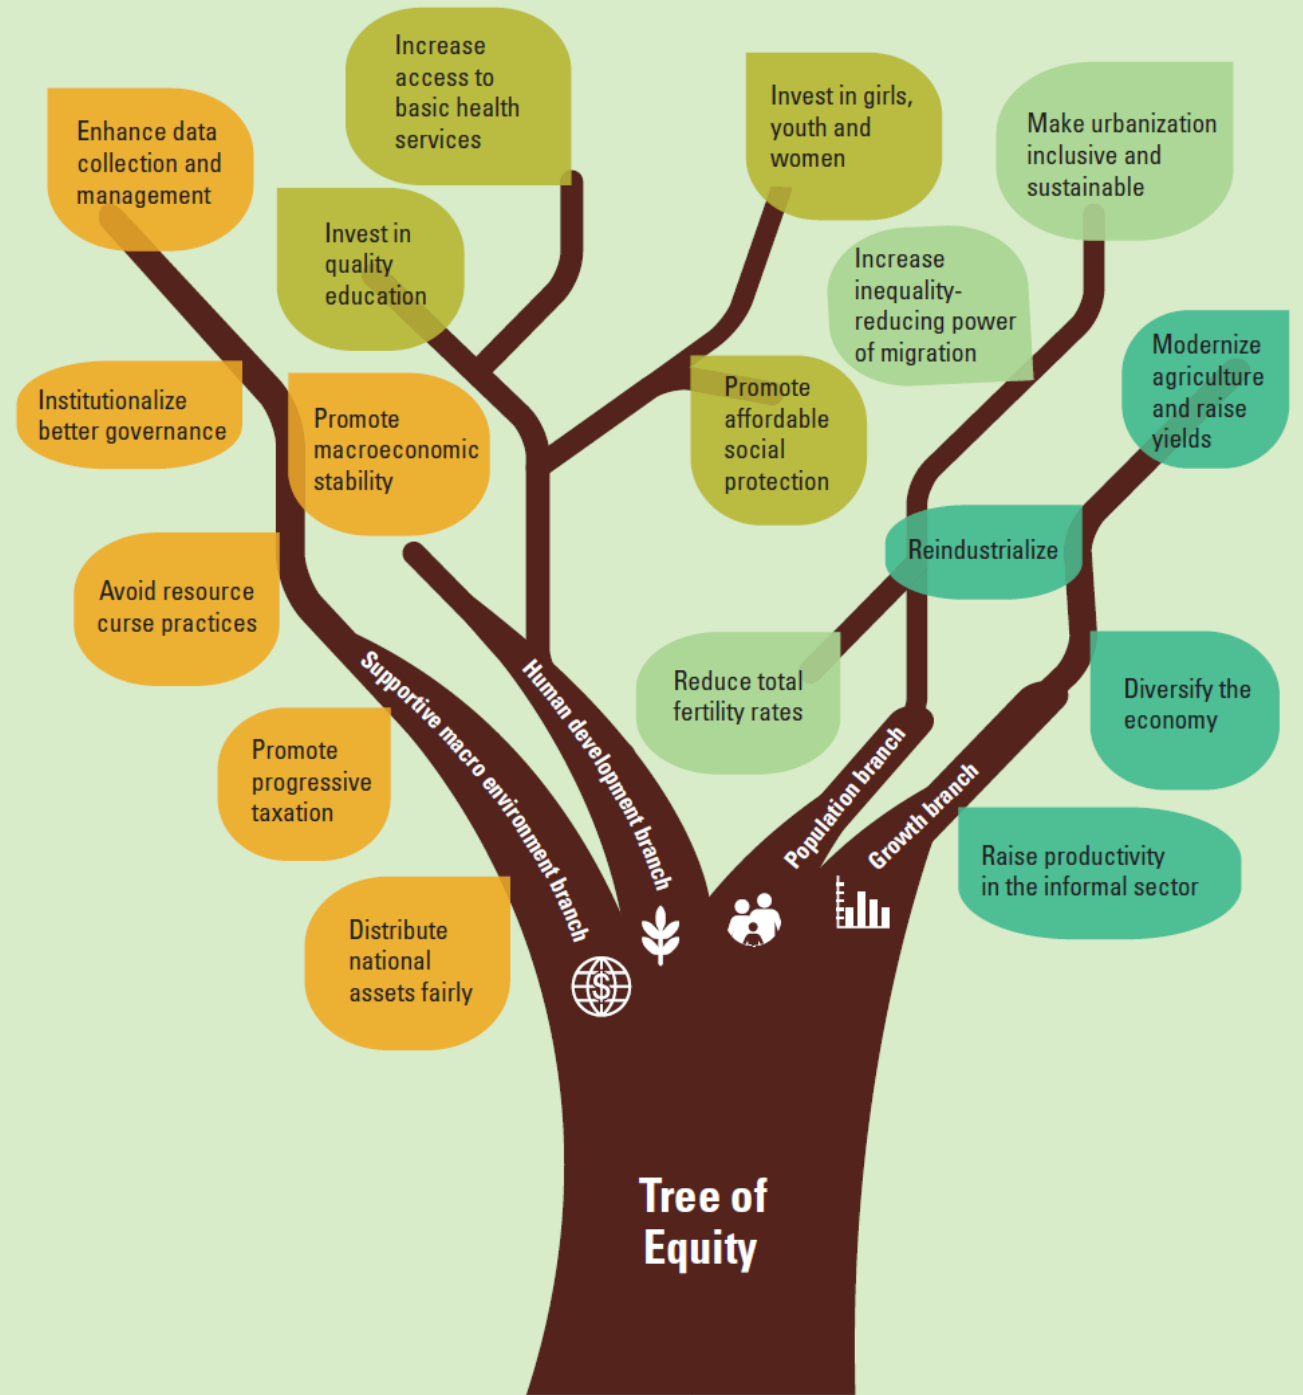 Increase
access to
basic health
services
Enhance data
collection and
management
Invest in girls,
youth and
women
Make urbanization
inclusive and
sustainable
Invest in
quality
education
Increase
inequality-
reducing power
of migration
Institutionalize
better governance
Promote
macroeconomic
stability
Promote
affordable
social
protection
Modernize
agriculture
and raise
yields
Reindustrialize
Avoid resource
curse practices
Reduce total
fertility rates
Diversify the
economy
Promote
progressive
taxation
Supportive macro environment branch
Human development branch
Population branch
Growth branch
Raise productivity
in the informal sector
Distribute
national
assets fairly
$
Tree of
Equity